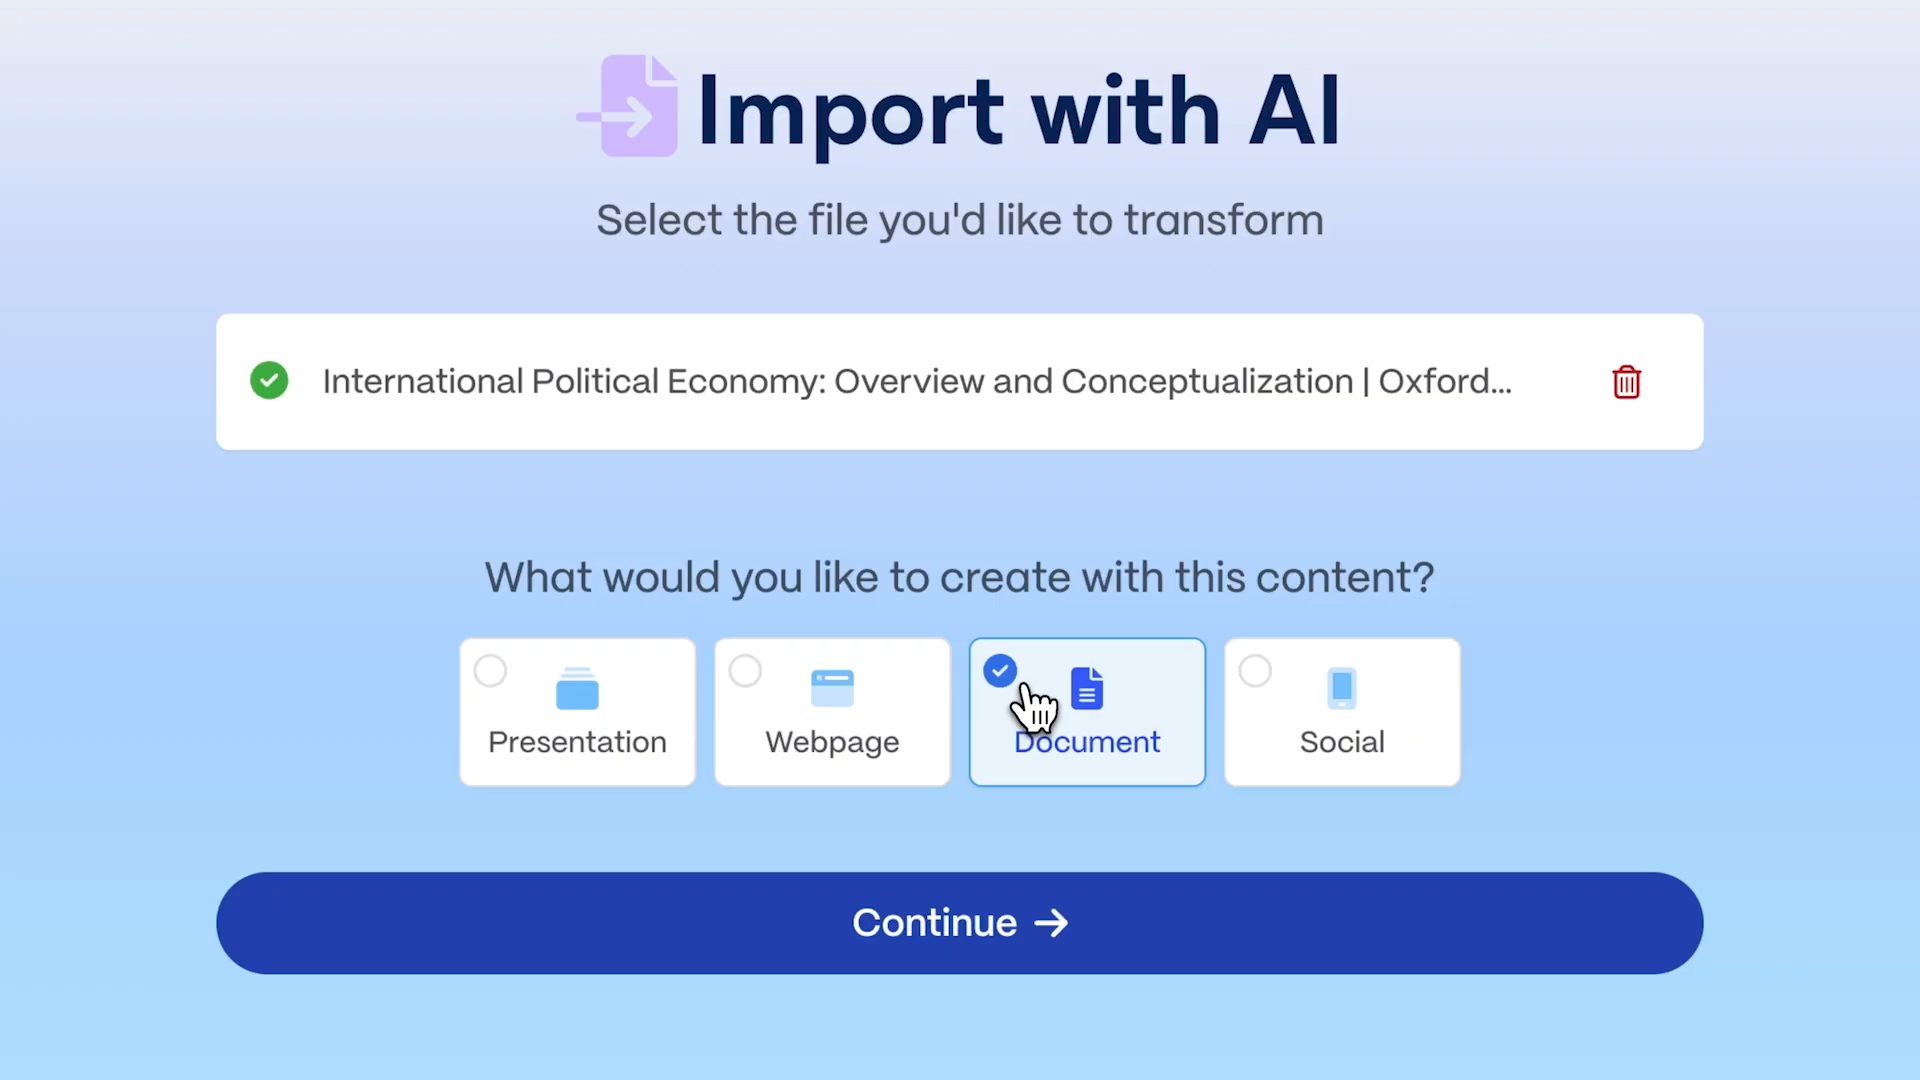 Import with AI
Select the file you'd like to transform
International Political Economy: Overview and Conceptualization | Oxford...
What would you like to create with this content?
Presentation
Webpage
Document
Social
Continue